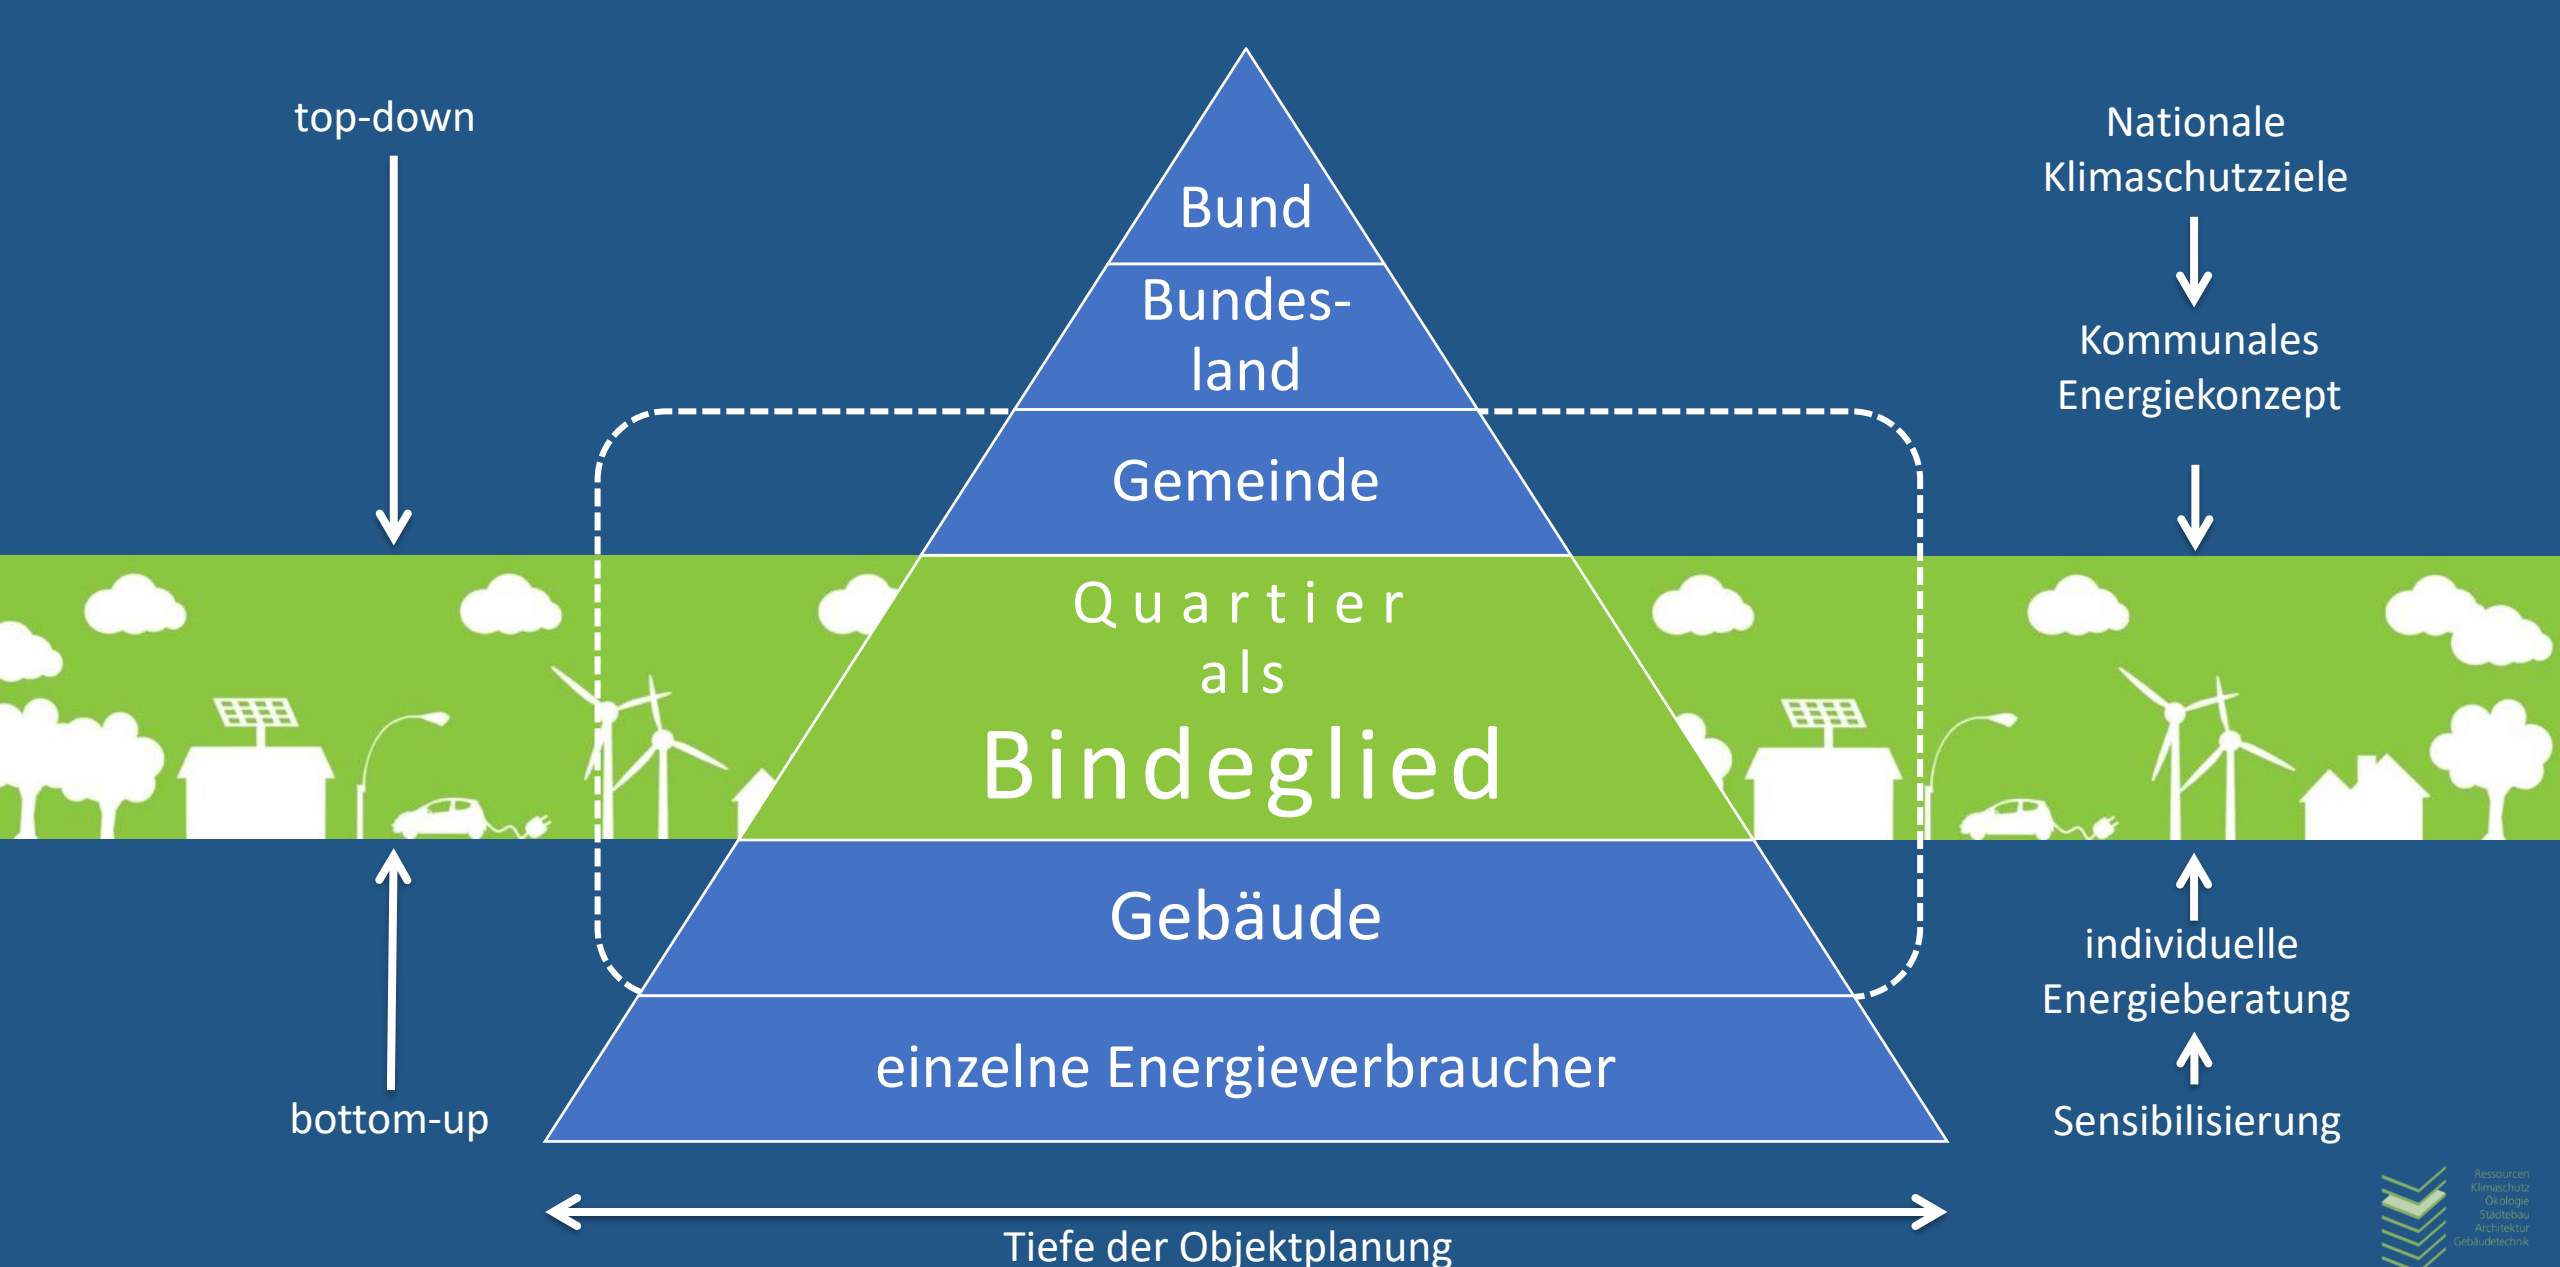 top-down
Nationale
Klimaschutzziele
Bund
Bundes-
land
Kommunales
Energiekonzept
Gemeinde
Quartier
als
Bindeglied
Gebäude
individuelle
Energieberatung
einzelne Energieverbraucher
bottom-up
Sensibilisierung
Tiefe der Objektplanung
Ressourcen
Klimaschutz
Ökologie
Städtebau
Architektur
Gebäudetechnik